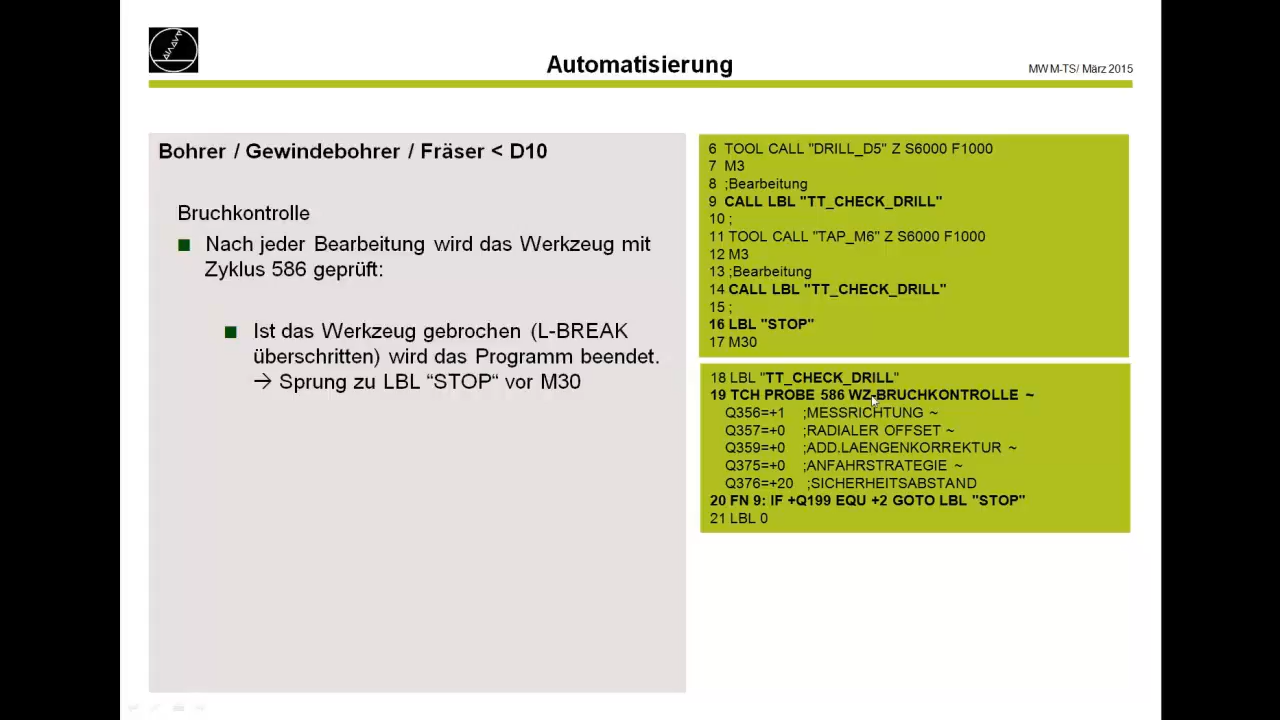 Automatisierung
MWM-TS/ März 2015
Bohrer / Gewindebohrer / Fräser < D10
Bruchkontrolle
Nach jeder Bearbeitung wird das Werkzeug mit
Zyklus 586 geprüft:
Ist das Werkzeug gebrochen (L-BREAK
überschritten) wird das Programm beendet.
→ Sprung zu LBL “STOP“ vor M30
6 TOOL CALL "DRILL_D5" Z S6000 F1000
7 M3
8 ;Bearbeitung
9 CALL LBL "TT_CHECK_DRILL"
10 ;
11 TOOL CALL "TAP_M6" Z S6000 F1000
12 M3
13 ;Bearbeitung
14 CALL LBL "TT_CHECK_DRILL"
15 ;
16 LBL "STOP"
17 M30
18 LBL "TT_CHECK_DRILL"
19 TCH PROBE 586 WZ-BRUCHKONTROLLE ~
Q356=+1 ;MESSRICHTUNG ~
Q357=+0 ;RADIALER OFFSET ~
Q359=+0 ;ADD.LAENGENKORREKTUR ~
Q375=+0 ;ANFAHRSTRATEGIE ~
Q376=+20 ;SICHERHEITSABSTAND
20 FN 9: IF +Q199 EQU +2 GOTO LBL "STOP"
21 LBL 0